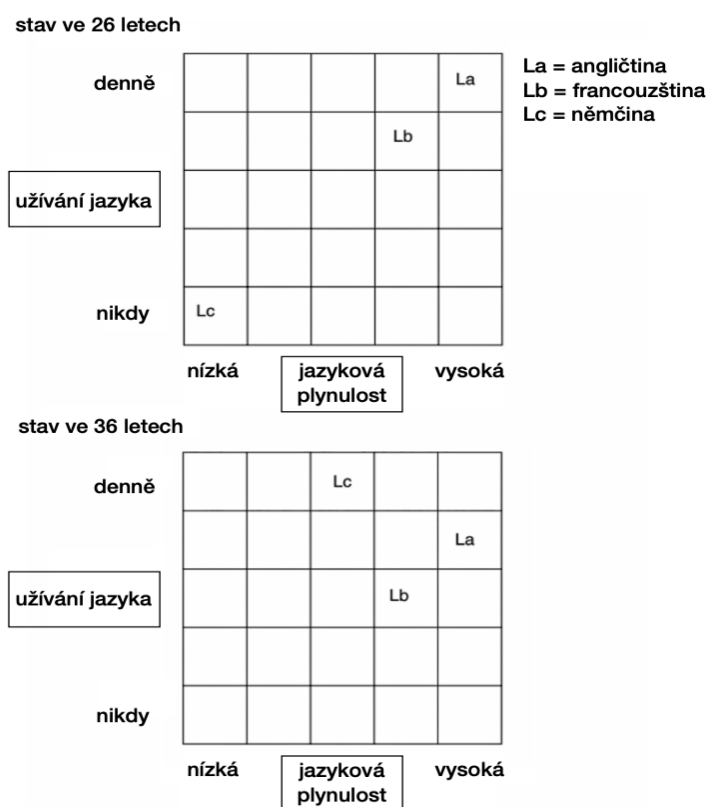 stav ve 26 letech
denně
La
La = angličtina
Lb = francouzština
Lc = němčina
Lb
užívání jazyka
nikdy
Lc
nízká
jazyková
plynulost
vysoká
stav ve 36 letech
denně
Lc
La
užívání jazyka
Lb
nikdy
nízká
jazyková
plynulost
vysoká